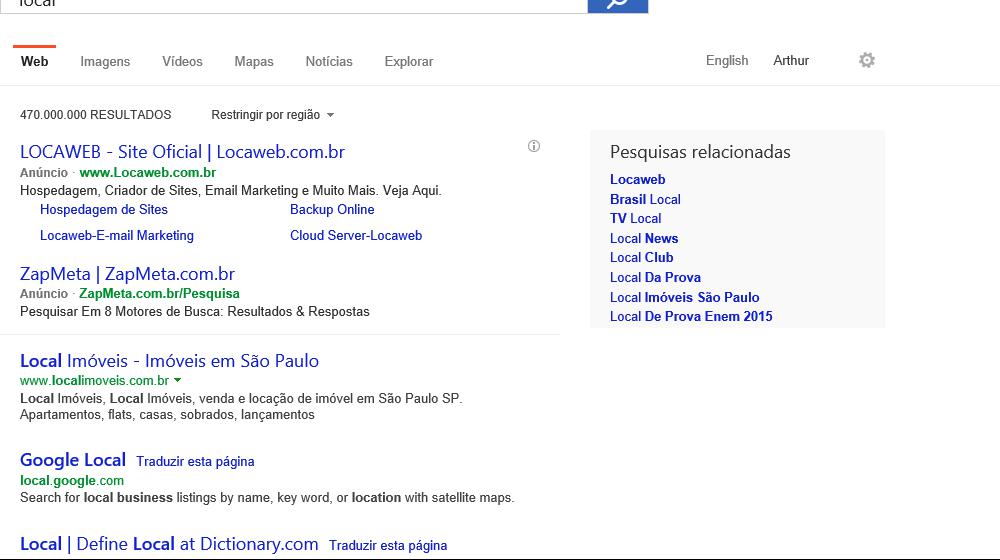 local
Web Imagens Vídeos Mapas Notícias Explorar English Arthur
470.000.000 RESULTADOS Restringir por região
LOCAWEB - Site Oficial | Locaweb.com.br
Anúncio · www.Locaweb.com.br
Hospedagem, Criador de Sites, Email Marketing e Muito Mais. Veja Aqui.
Hospedagem de Sites Backup Online
Locaweb-E-mail Marketing Cloud Server-Locaweb
ZapMeta | ZapMeta.com.br
Anúncio · ZapMeta.com.br/Pesquisa
Pesquisar Em 8 Motores de Busca: Resultados & Respostas
Local Imóveis - Imóveis em São Paulo
www.localimoveis.com.br
Local Imóveis, Local Imóveis, venda e locação de imóvel em São Paulo SP.
Apartamentos, flats, casas, sobrados, lançamentos
Google Local Traduzir esta página
local.google.com
Search for local business listings by name, key word, or location with satellite maps.
Local | Define Local at Dictionary.com Traduzir esta página
Pesquisas relacionadas
Locaweb
Brasil Local
TV Local
Local News
Local Club
Local Da Prova
Local Imóveis São Paulo
Local De Prova Enem 2015